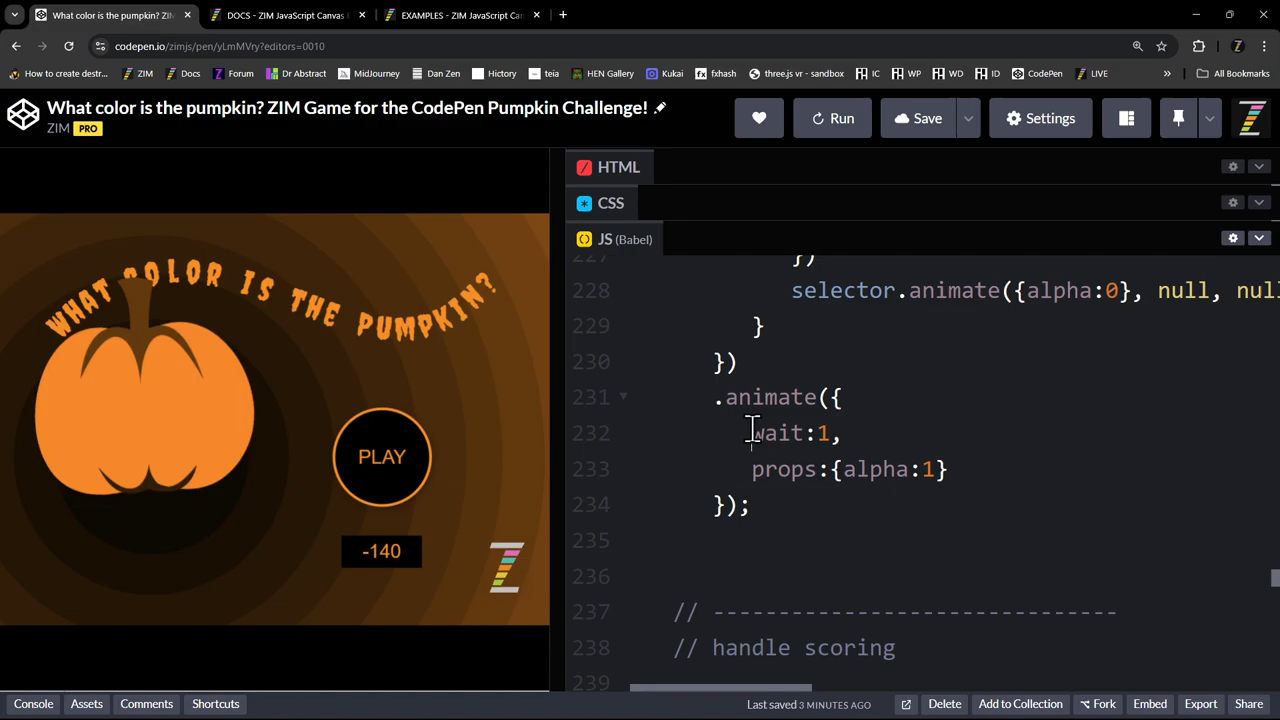 What color is the pumpkin? ZIM
DOCS - ZIM JavaScript Canvas
EXAMPLES - ZIM JavaScript Can
codepen.io/zimjs/pen/yLmMVry?editors=0010
How to create destr... ZIM Docs Forum Dr Abstract MidJourney Dan Zen Hictory teia HEN Gallery Kukai fxhash three.js vr - sandbox IC WP WD ID CodePen LIVE » All Bookmarks
What color is the pumpkin? ZIM Game for the CodePen Pumpkin Challenge!
ZIM PRO
Run Save Settings
HTML
CSS
JS (Babel)
WHAT COLOR IS THE PUMPKIN?
PLAY
-140
227 })
228 selector.animate({alpha:0}, null, nul
229 }
230 })
231 .animate({
232 wait:1,
233 props:{alpha:1}
234 });
235
236
237 // -------------------------------
238 // handle scoring
239
Console Assets Comments Shortcuts Last saved 3 MINUTES AGO Delete Add to Collection Fork Embed Export Share